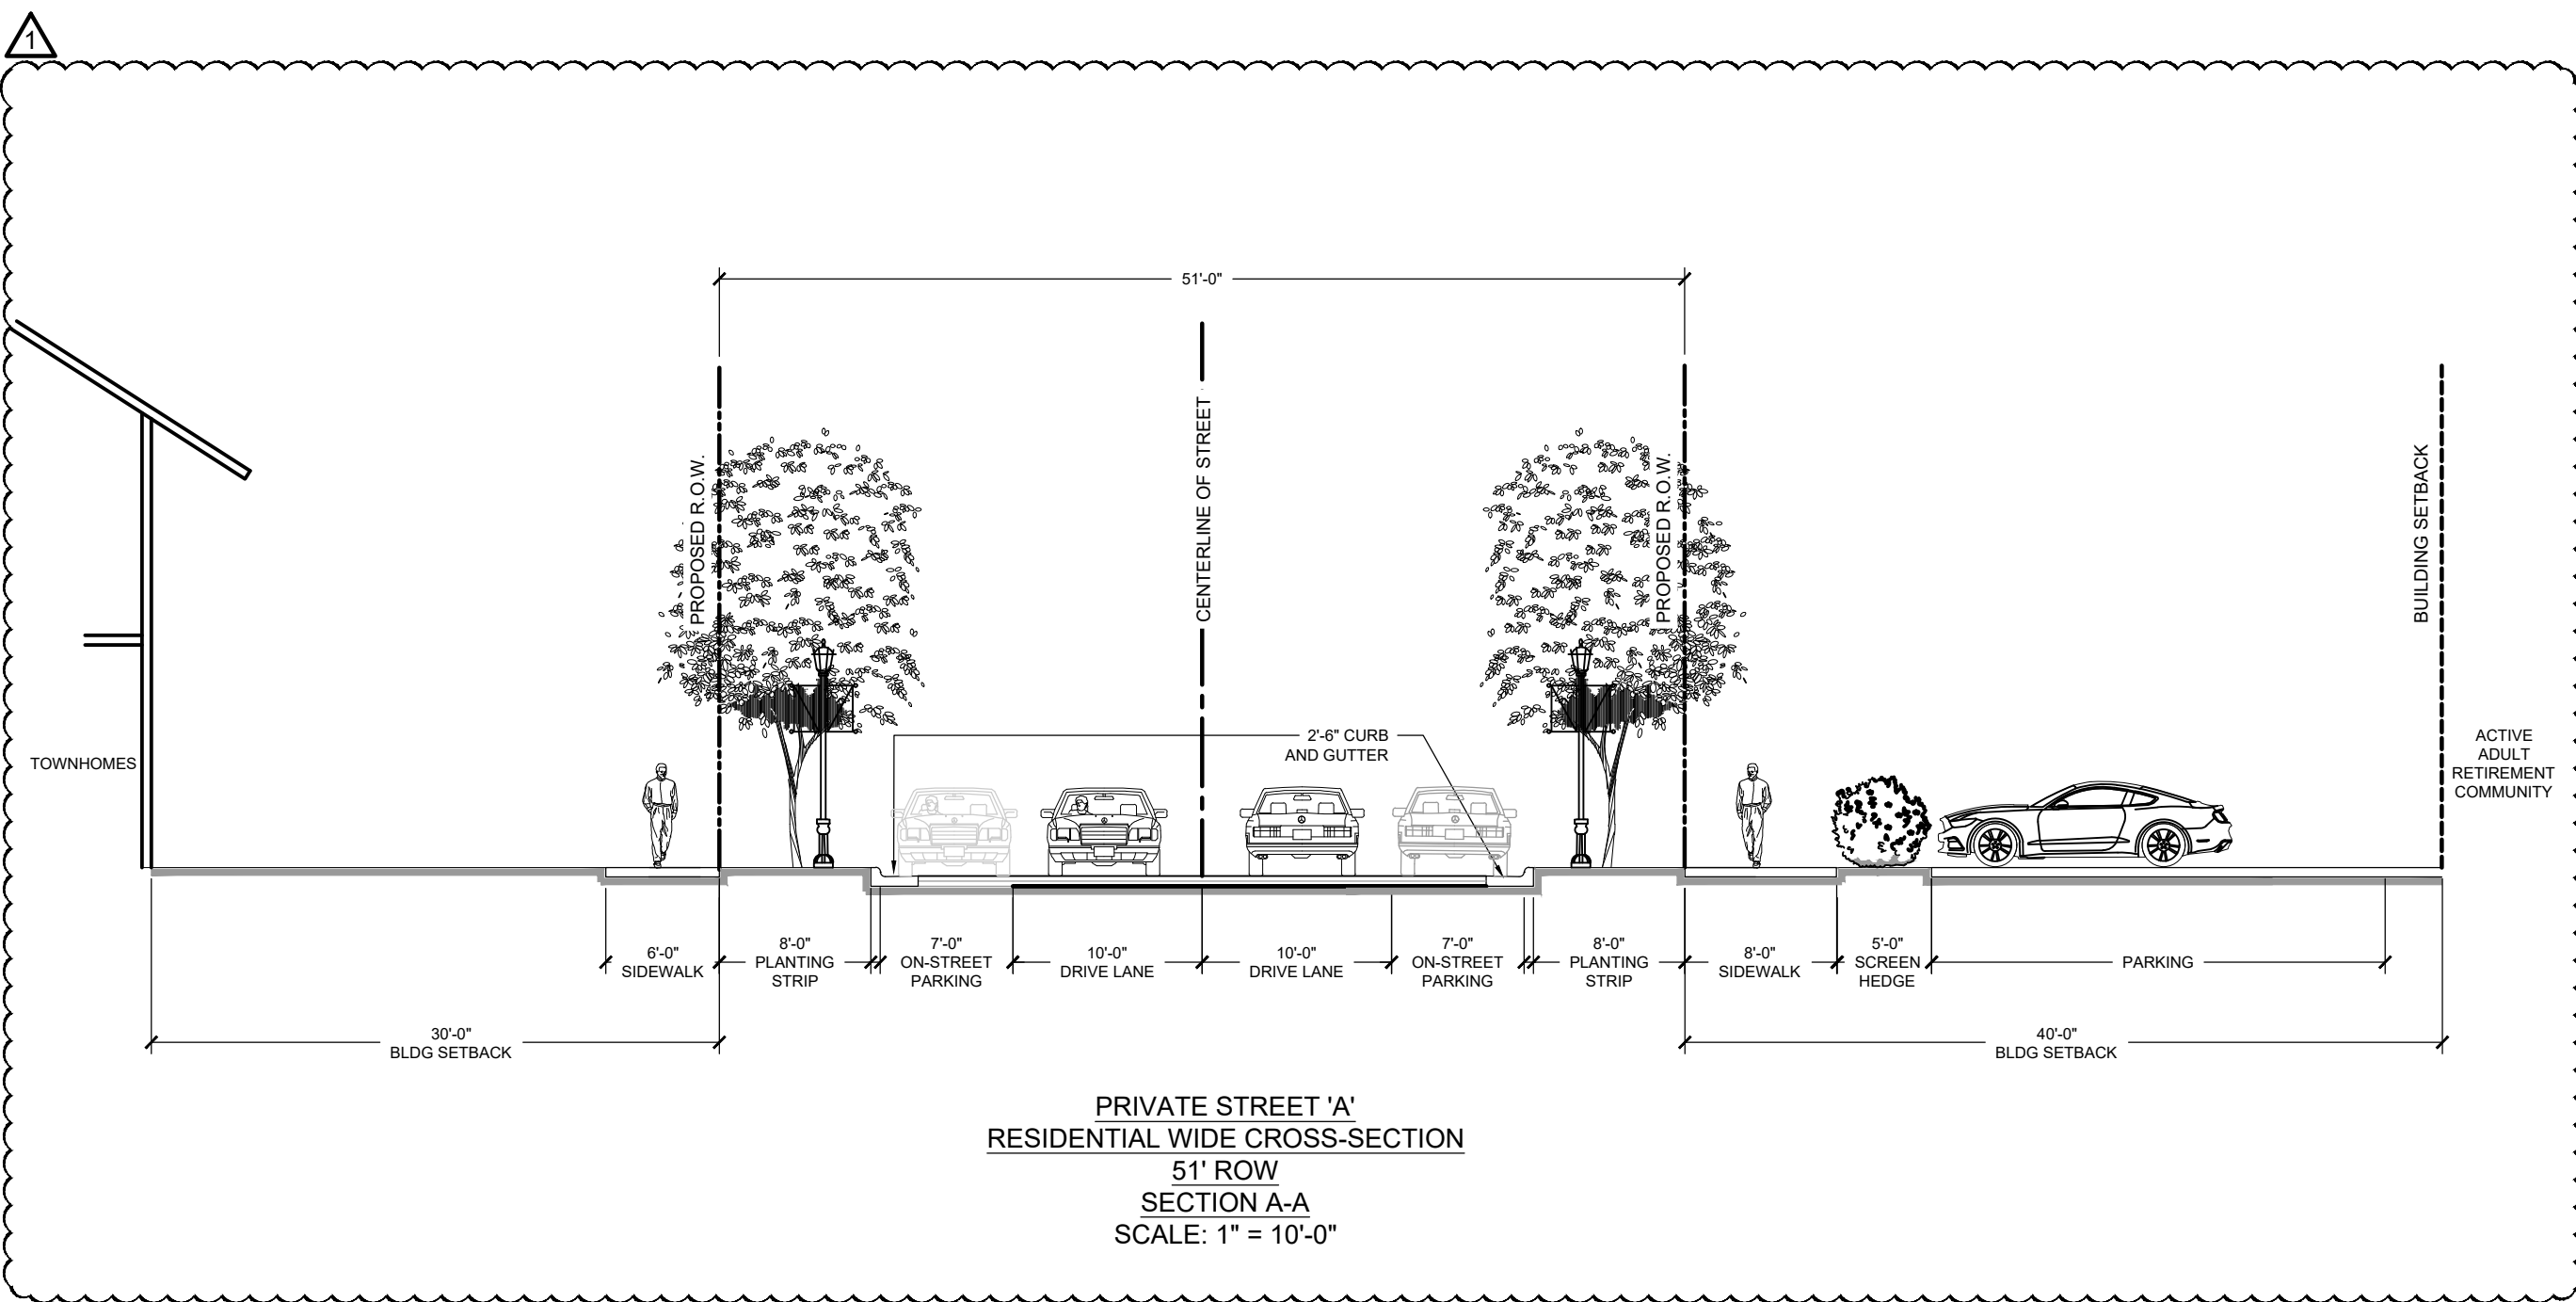 1
51'-0"
PROPOSED R.O.W.
CENTERLINE OF STREET
PROPOSED R.O.W.
BUILDING SETBACK
2'-6" CURB
AND GUTTER
TOWNHOMES
ACTIVE
ADULT
RETIREMENT
COMMUNITY
6'-0"
SIDEWALK
8'-0"
PLANTING
STRIP
7'-0"
ON-STREET
PARKING
10'-0"
DRIVE LANE
10'-0"
DRIVE LANE
7'-0"
ON-STREET
PARKING
8'-0"
PLANTING
STRIP
8'-0"
SIDEWALK
5'-0"
SCREEN
HEDGE
PARKING
30'-0"
BLDG SETBACK
40'-0"
BLDG SETBACK
PRIVATE STREET 'A'
RESIDENTIAL WIDE CROSS-SECTION
51' ROW
SECTION A-A
SCALE: 1" = 10'-0"